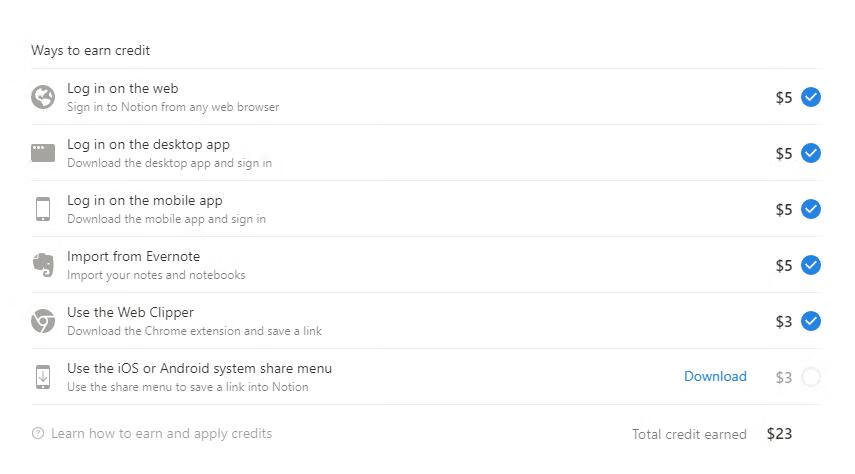 Ways to earn credit
Log in on the web
Sign in to Notion from any web browser
$5
Log in on the desktop app
Download the desktop app and sign in
$5
Log in on the mobile app
Download the mobile app and sign in
$5
Import from Evernote
Import your notes and notebooks
$5
Use the Web Clipper
Download the Chrome extension and save a link
$3
Use the iOS or Android system share menu
Use the share menu to save a link into Notion
Download $3
Learn how to earn and apply credits
Total credit earned $23